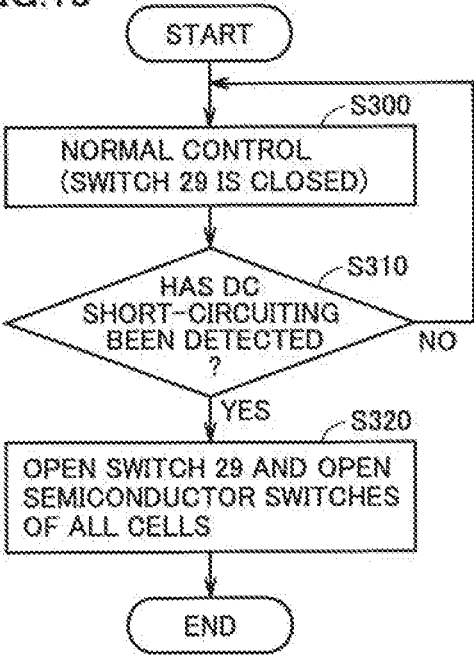 START
S300
NORMAL CONTROL
(SWITCH 29 IS CLOSED)
S310
HAS DC
SHORT-CIRCUITING
BEEN DETECTED
?
NO
YES
S320
OPEN SWITCH 29 AND OPEN
SEMICONDUCTOR SWITCHES
OF ALL CELLS
END